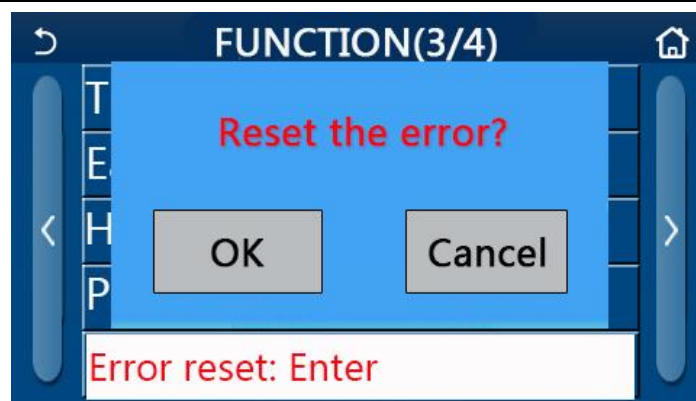 FUNCTION(3/4)
T
Reset the error?
E
H
OK
Cancel
P
Error reset: Enter